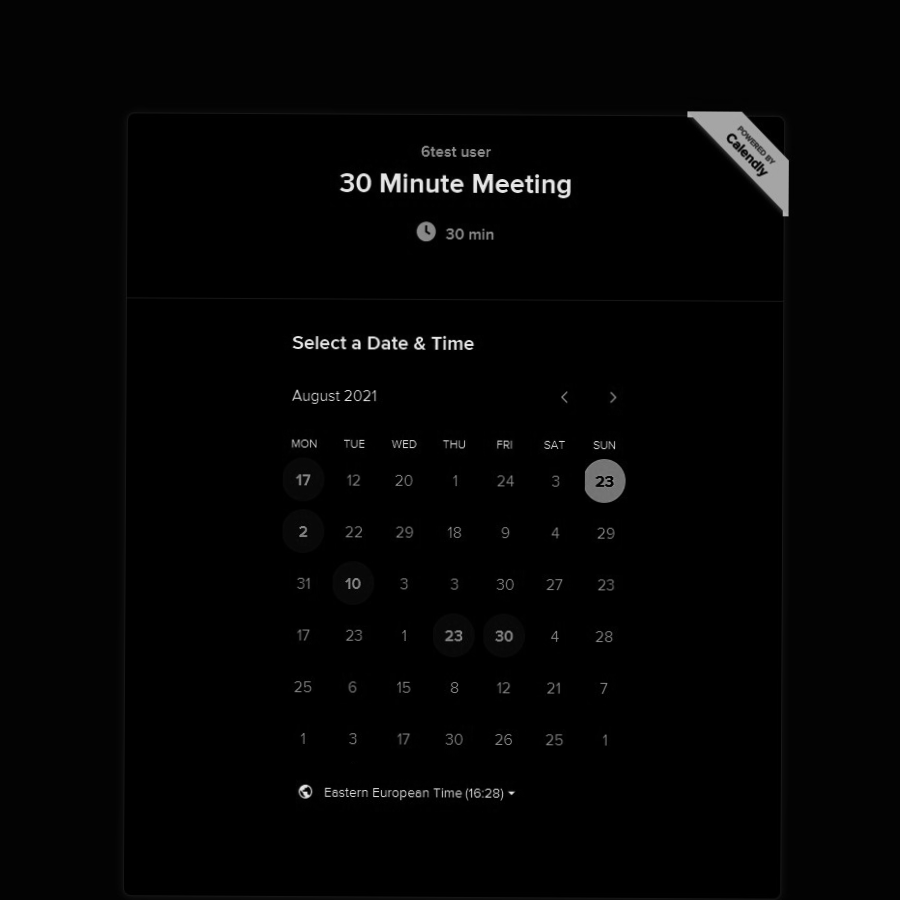 POWERED BY
Calendly
6test user
30 Minute Meeting
30 min
Select a Date & Time
August 2021
MON TUE WED THU FRI SAT SUN
17 12 20 1 24 3 23
2 22 29 18 9 4 29
31 10 3 3 30 27 23
17 23 1 23 30 4 28
25 6 15 8 12 21 7
1 3 17 30 26 25 1
Eastern European Time (16:28)